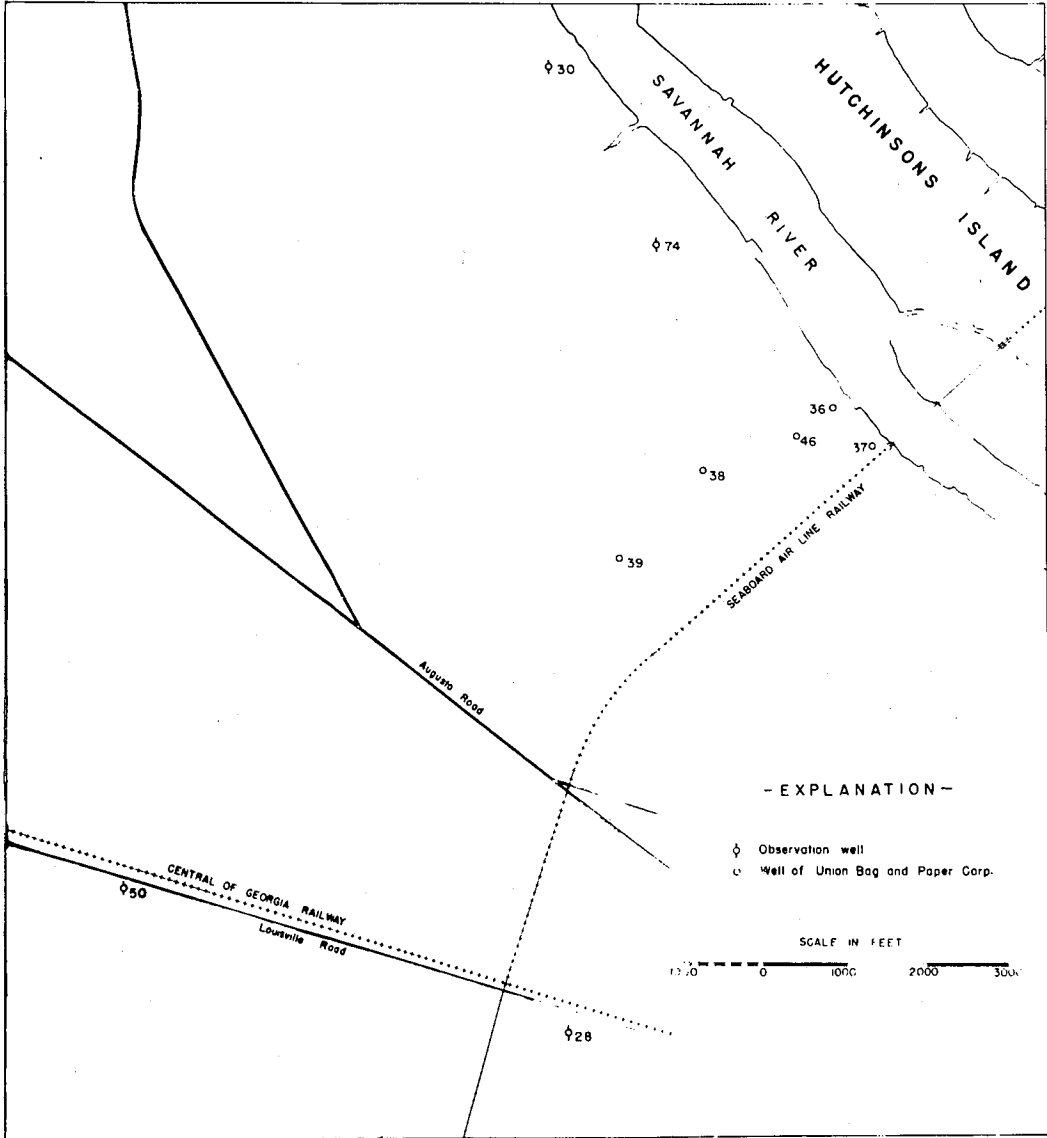 30
SAVANNAH
RIVER
HUTCHINSONS ISLAND
74
36
46
37
38
39
SEABOARD AIR LINE RAILWAY
Augusta Road
- EXPLANATION -
Observation well
Well of Union Bag and Paper Corp.
SCALE IN FEET
0 1000 2000 3000
CENTRAL OF GEORGIA RAILWAY
50
Louisville Road
28